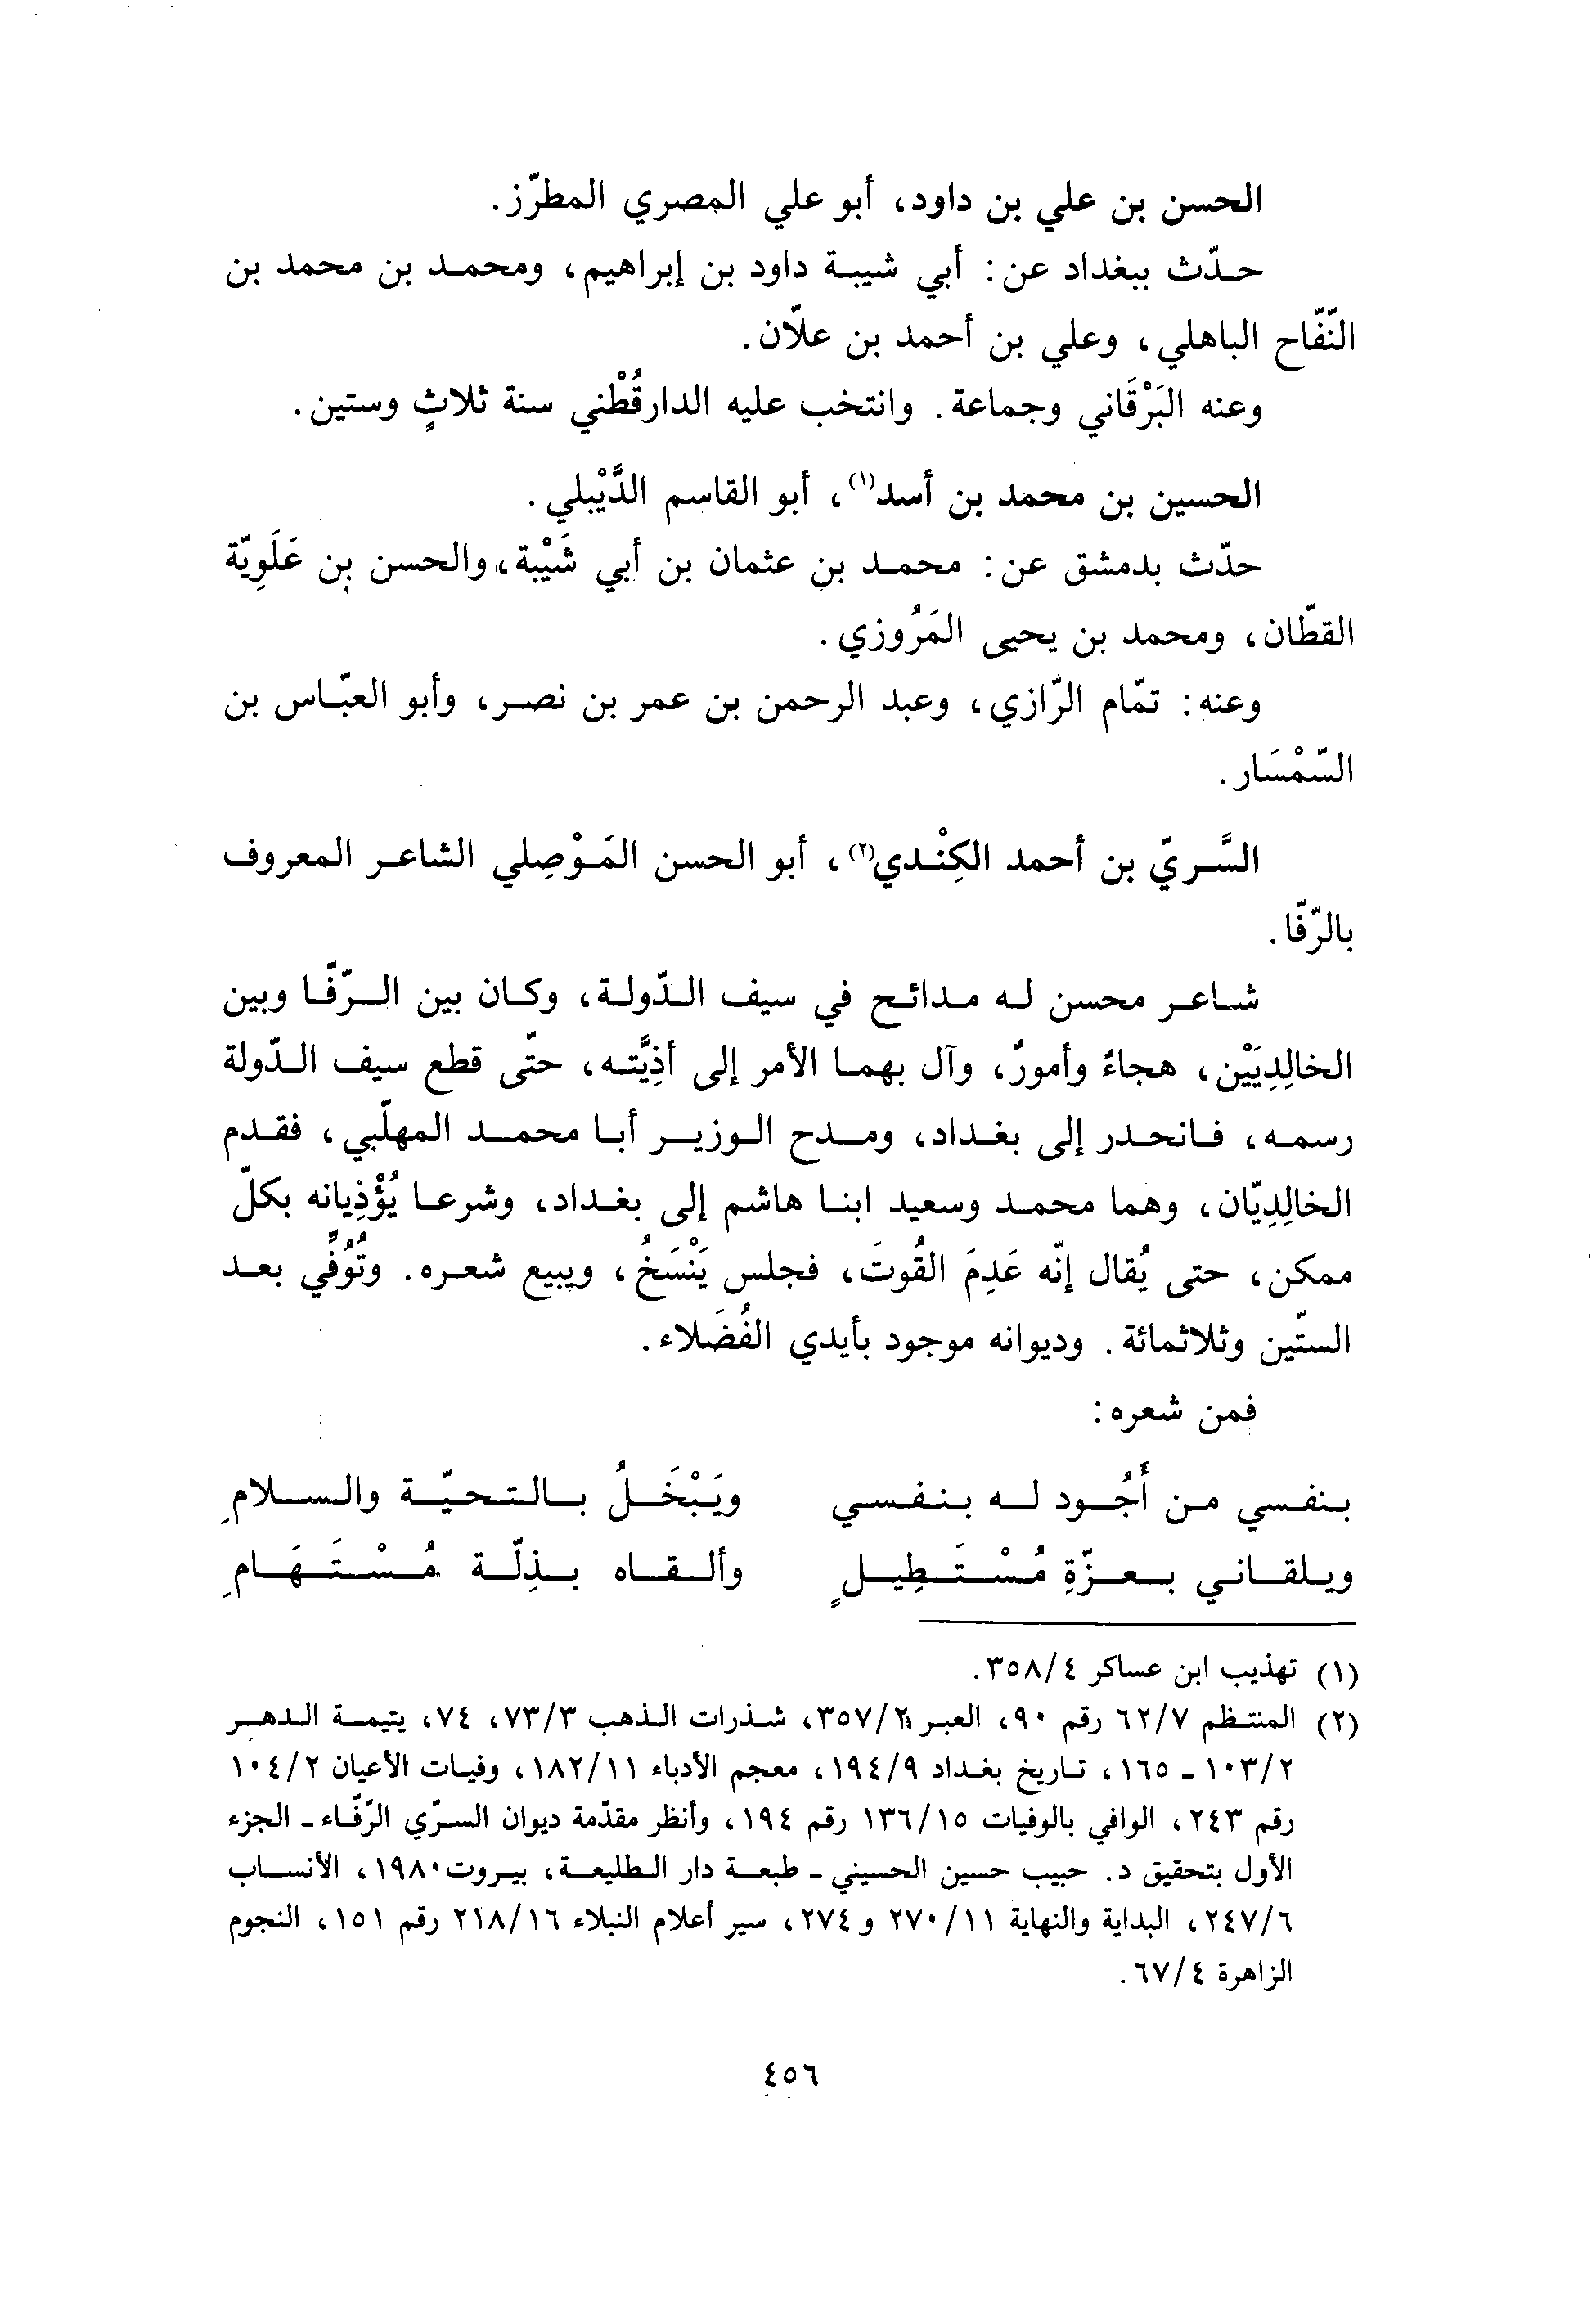 الحسن بن علي بن داود، أبو علي المصري المطرّز.
حدّث ببغداد عن: أبي شيبة داود بن إبراهيم، ومحمد بن محمد بن
النّفّاح الباهلي، وعلي بن أحمد بن علّان.
وعنه البَرْقَاني وجماعة. وانتخب عليه الدارقُطْني سنة ثلاثٍ وستين.
الحسين بن محمد بن أسد(١)، أبو القاسم الدَّيْبلي.
حدّث بدمشق عن: محمد بن عثمان بن أبي شَيْبة، والحسن بن عَلَوِيّة
القطّان، ومحمد بن يحيى المَرُوزي.
وعنه: تمّام الرّازي، وعبد الرحمن بن عمر بن نصر، وأبو العبّاس بن
السّمْسَار.
السَّريّ بن أحمد الكِنْدي(٢)، أبو الحسن المَوْصِلي الشاعر المعروف
بالرّفّا.
شاعر محسن له مدائح في سيف الدّولة، وكان بين الرّفّا وبين
الخالِدِيَيْن، هجاءٌ وأمورٌ، وآل بهما الأمر إلى أذِيَّته، حتّى قطع سيف الدّولة
رسمه، فانحدر إلى بغداد، ومدح الوزير أبا محمد المهلّبي، فقدم
الخالِدِيّان، وهما محمد وسعيد ابنا هاشم إلى بغداد، وشرعا يُؤْذِيانه بكلّ
ممكن، حتى يُقال إنّه عَدِمَ القُوتَ، فجلس يَنْسَخُ، ويبيع شعره. وتُوُفّي بعد
الستّين وثلاثمائة. وديوانه موجود بأيدي الفُضَلاء.
فمن شعره:
بنفسي من أَجُود له بنفسي ويَبْخَلُ بالتحيّة والسلامِ
ويلقاني بعزّةِ مُسْتَطِيلٍ وألقاه بذِلّة مُسْتَهَامِ
(١) تهذيب ابن عساكر ٣٥٨/٤.
(٢) المنتظم ٦٢/٧ رقم ٩٠، العبر ٣٥٧/٢، شذرات الذهب ٧٣/٣، ٧٤، يتيمة الدهر
١٠٣/٢ - ١٦٥، تاريخ بغداد ١٩٤/٩، معجم الأدباء ١٨٢/١١، وفيات الأعيان ١٠٤/٢
رقم ٢٤٣، الوافي بالوفيات ١٣٦/١٥ رقم ١٩٤، وأنظر مقدّمة ديوان السرّي الرّفّاء - الجزء
الأول بتحقيق د. حبيب حسين الحسيني - طبعة دار الطليعة، بيروت ١٩٨٠، الأنساب
٢٤٧/٦، البداية والنهاية ٢٧٠/١١ و ٢٧٤، سير أعلام النبلاء ٢١٨/١٦ رقم ١٥١، النجوم
الزاهرة ٦٧/٤.
٤٥٦